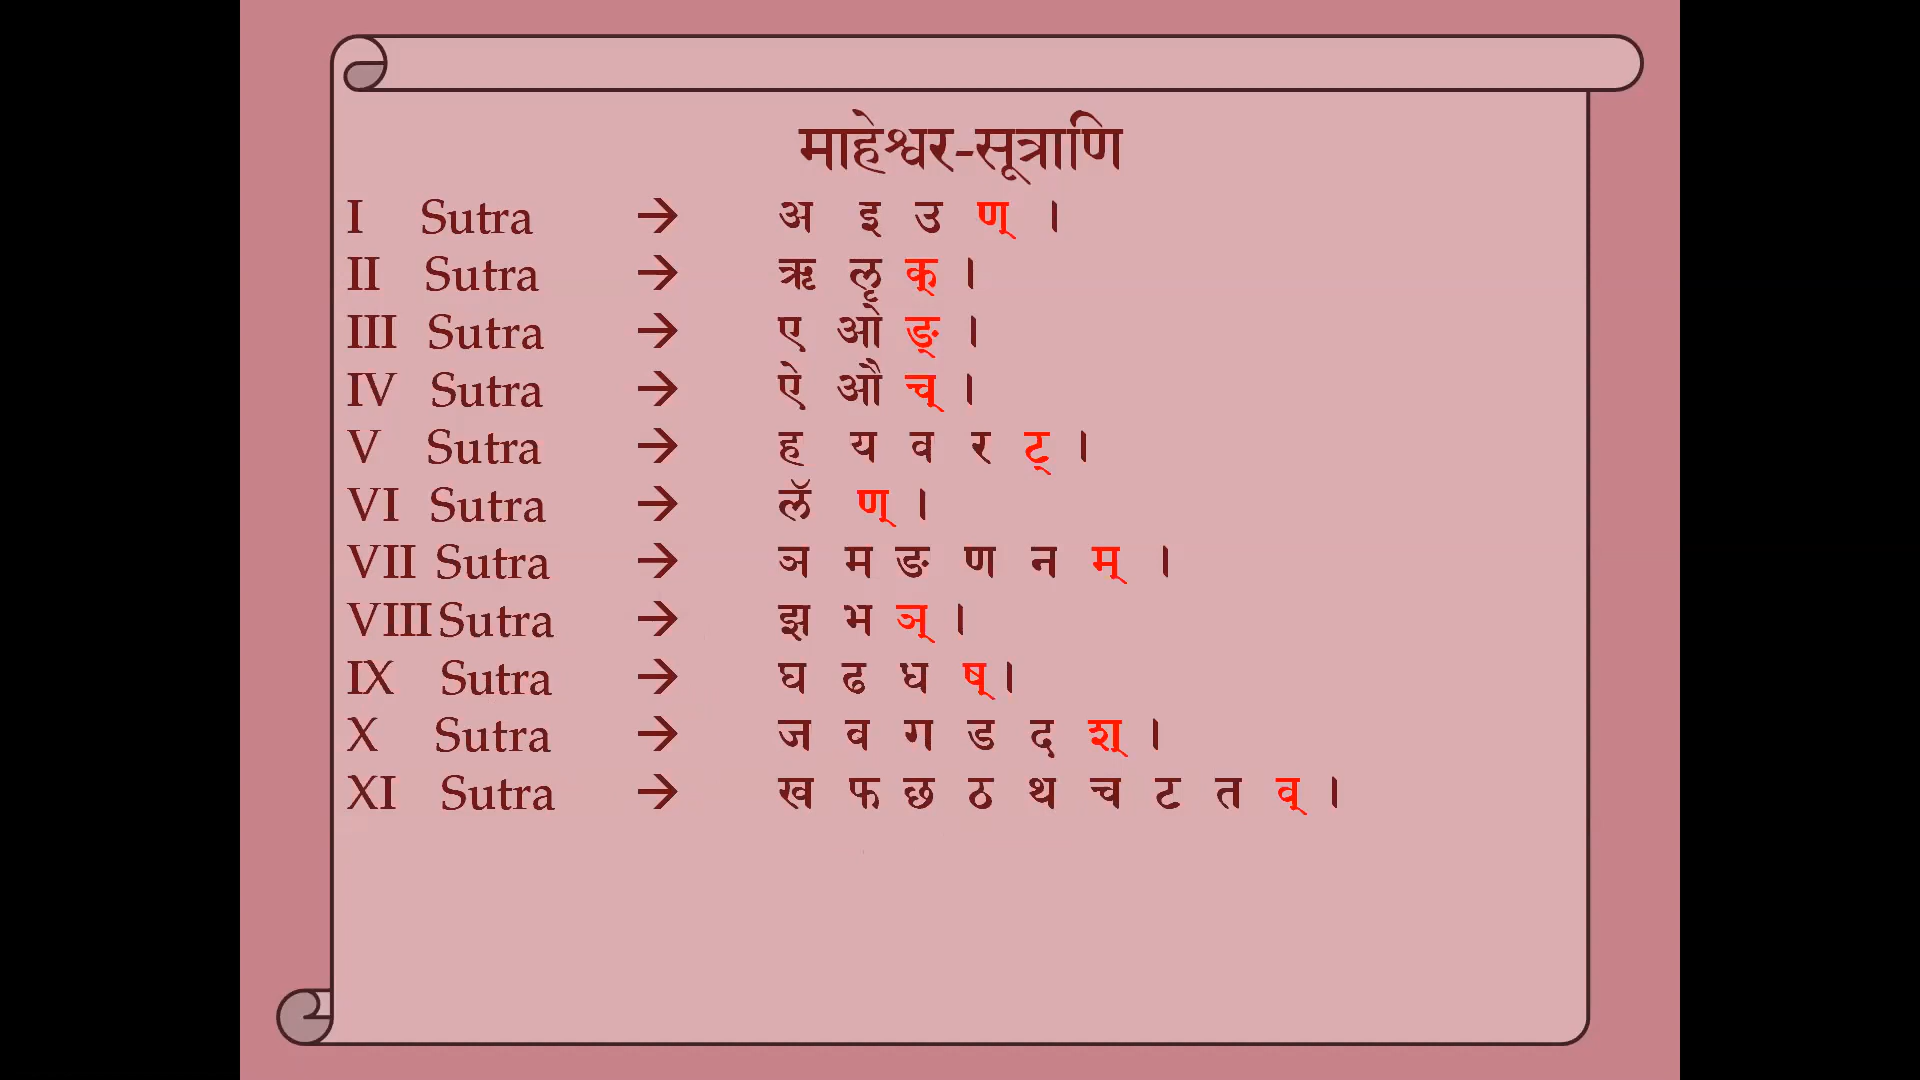 माहेश्वर-सूत्राणि
I Sutra → अ इ उ ण् ।
II Sutra → ऋ ऌ क् ।
III Sutra → ए ओ ङ् ।
IV Sutra → ऐ औ च् ।
V Sutra → ह य व र ट् ।
VI Sutra → लॅ ण् ।
VII Sutra → ञ म ङ ण न म् ।
VIII Sutra → झ भ ञ् ।
IX Sutra → घ ढ ध ष् ।
X Sutra → ज व ग ड द श् ।
XI Sutra → ख फ छ ठ थ च ट त व् ।